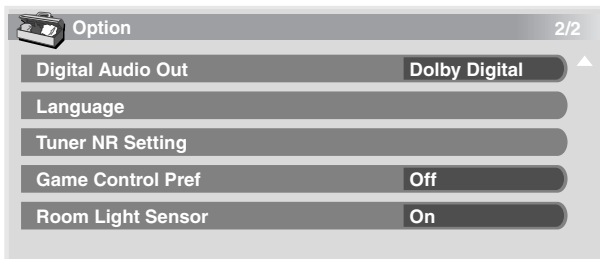 Option 2/2
Digital Audio Out Dolby Digital
Language
Tuner NR Setting
Game Control Pref Off
Room Light Sensor On